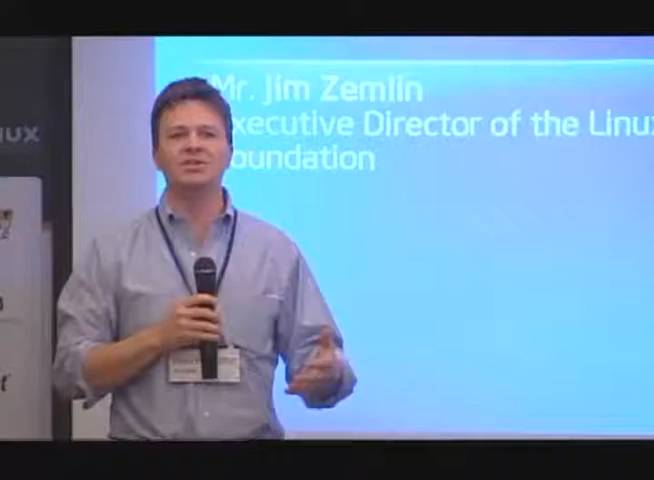 Mr. Jim Zemlin
Executive Director of the Linux
Foundation